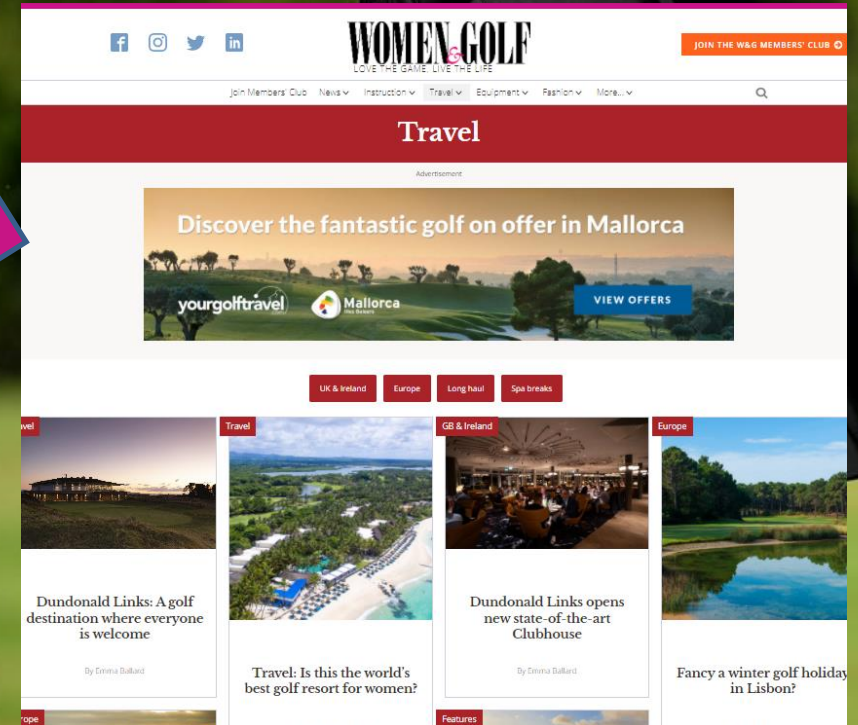 WOMEN & GOLF
LOVE THE GAME. LIVE THE LIFE
JOIN THE W&G MEMBERS' CLUB
Join Members' Club News Instruction Travel Equipment Fashion More...
Travel
Advertisement
Discover the fantastic golf on offer in Mallorca
yourgolftravel
Mallorca
VIEW OFFERS
UK & Ireland Europe Long haul Spa breaks
vel
Travel
GB & Ireland
Europe
Dundonald Links: A golf
destination where everyone
is welcome
By Emma Ballard
Travel: Is this the world's
best golf resort for women?
Dundonald Links opens
new state-of-the-art
Clubhouse
By Emma Ballard
Fancy a winter golf holiday
in Lisbon?
rope
Features